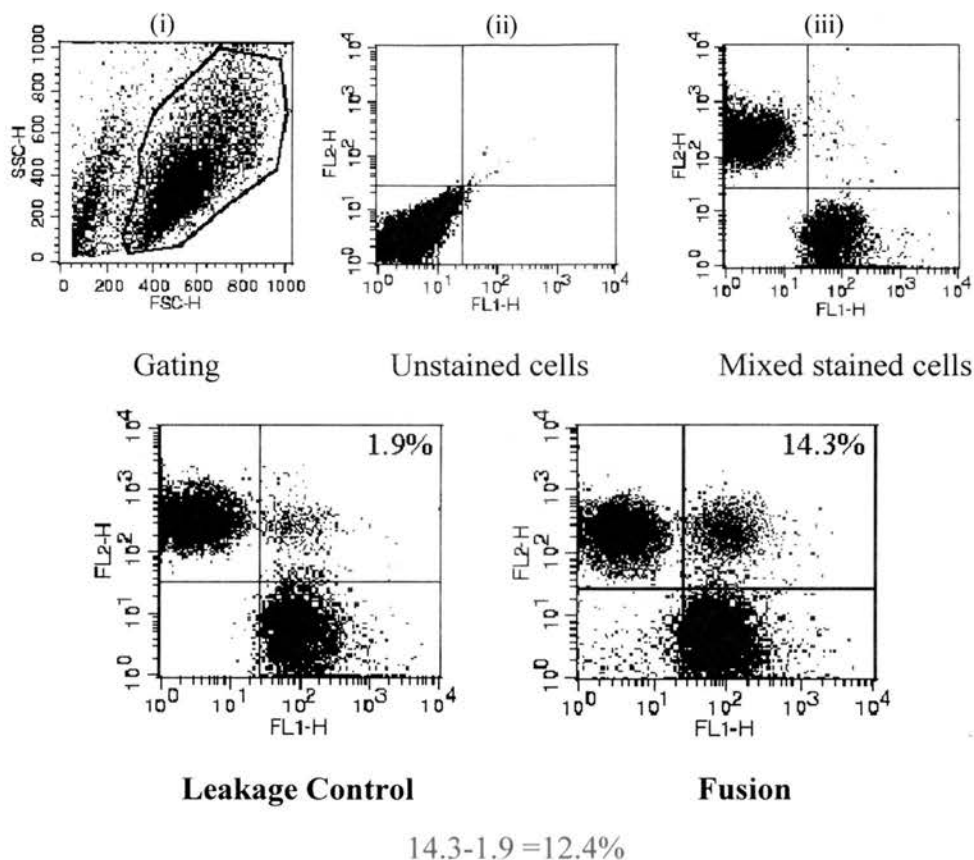 (i)
(ii)
(iii)
1000
800
600
400
200
0
SSC-H
0 200 400 600 800 1000
FSC-H
10^4
10^3
10^2
10^1
10^0
FL2-H
10^0 10^1 10^2 10^3 10^4
FL1-H
10^4
10^3
10^2
10^1
10^0
FL2-H
10^0 10^1 10^2 10^3 10^4
FL1-H
Gating
Unstained cells
Mixed stained cells
1.9%
10^4
10^3
10^2
10^1
10^0
FL2-H
10^0 10^1 10^2 10^3 10^4
FL1-H
14.3%
10^4
10^3
10^2
10^1
10^0
FL2-H
10^0 10^1 10^2 10^3 10^4
FL1-H
Leakage Control
Fusion
14.3-1.9 =12.4%